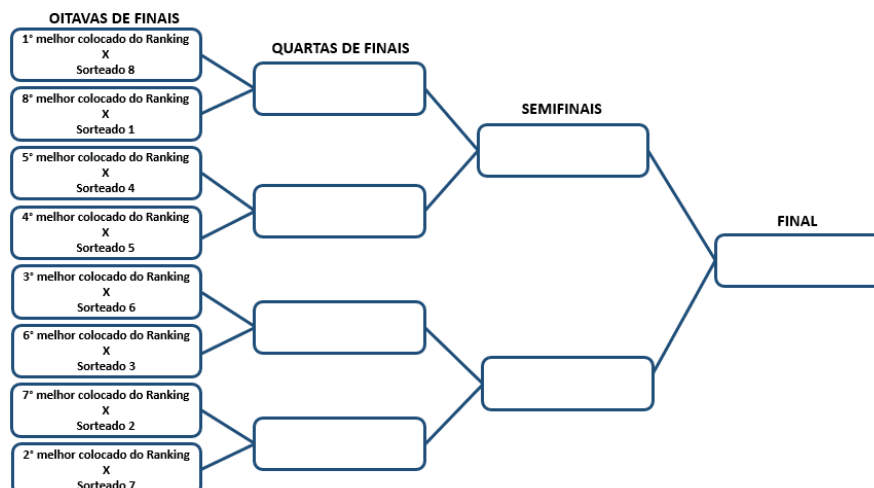 OITAVAS DE FINAIS
1° melhor colocado do Ranking
X
Sorteado 8
8° melhor colocado do Ranking
X
Sorteado 1
5° melhor colocado do Ranking
X
Sorteado 4
4° melhor colocado do Ranking
X
Sorteado 5
3° melhor colocado do Ranking
X
Sorteado 6
6° melhor colocado do Ranking
X
Sorteado 3
7° melhor colocado do Ranking
X
Sorteado 2
2° melhor colocado do Ranking
X
Sorteado 7
QUARTAS DE FINAIS
SEMIFINAIS
FINAL